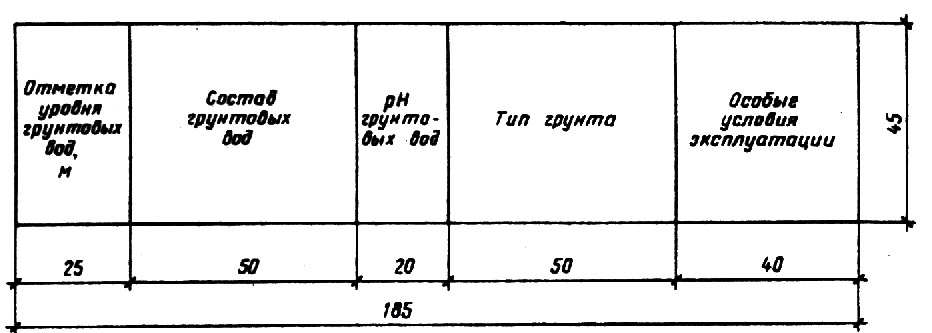 Отметка
уровня
грунтовых
вод,
м
Состав
грунтовых
вод
рН
грунто-
вых вод
Тип грунта
Особые
условия
эксплуатации
45
25
50
20
50
40
185